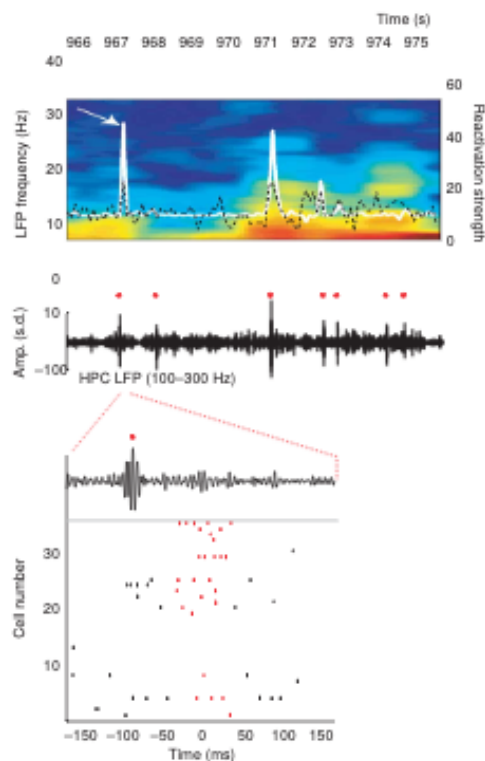 Time (s)
966 967 968 969 970 971 972 973 974 975
40
30
20
10
0
LFP frequency (Hz)
60
40
20
0
Reactivation strength
10
−100
Amp. (s.d.)
HPC LFP (100–300 Hz)
30
20
10
Cell number
−150 −100 −50 0 50 100 150
Time (ms)